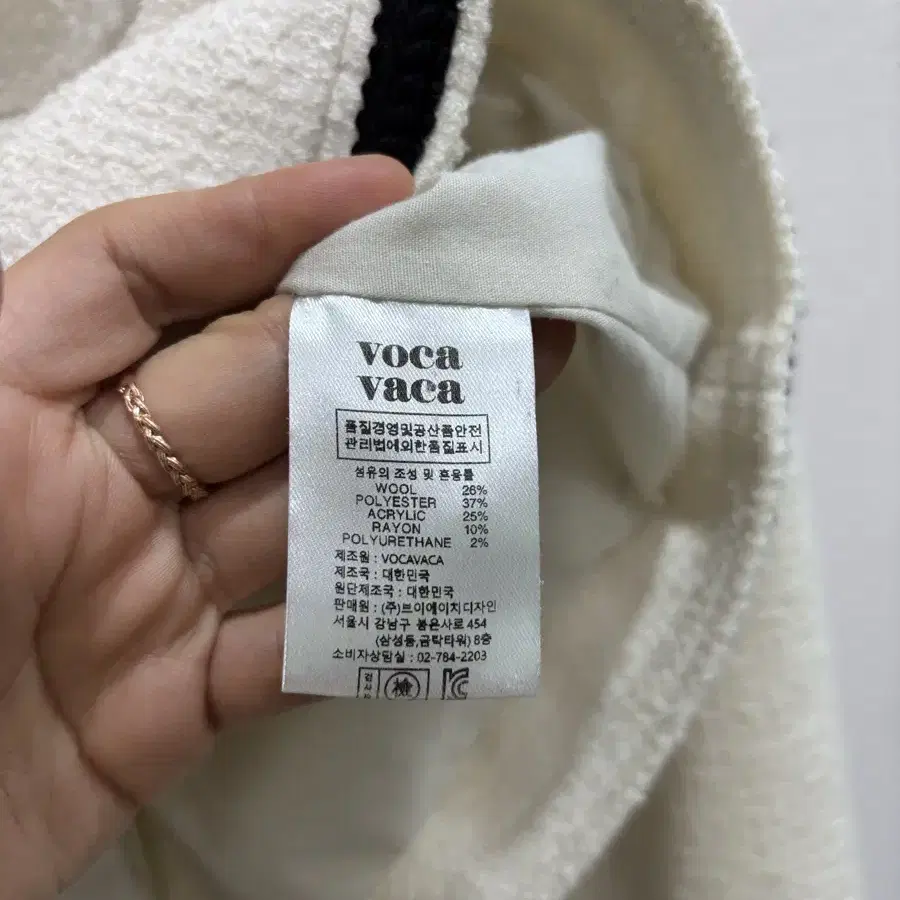 voca
vaca
품질경영및공산품안전
관리법에의한품질표시
섬유의 조성 및 혼용률
WOOL 26%
POLYESTER 37%
ACRYLIC 25%
RAYON 10%
POLYURETHANE 2%
제조원 : VOCAVACA
제조국 : 대한민국
원단제조국 : 대한민국
판매원 : (주)브이에이치디자인
서울시 강남구 봉은사로 454
(삼성동,금탁타워) 8층
소비자상담실 : 02-784-2203
검사